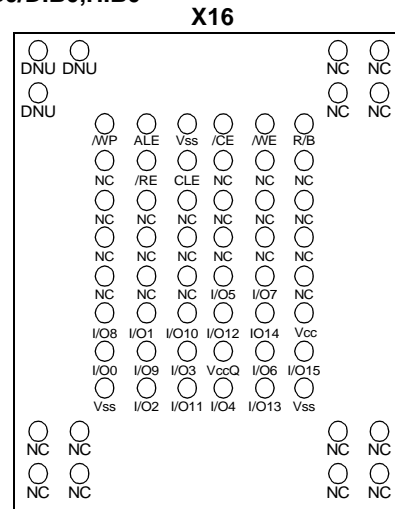 X16
DNU DNU NC NC
DNU NC NC
/WP ALE Vss /CE /WE R/B
NC /RE CLE NC NC NC
NC NC NC NC NC NC
NC NC NC NC NC NC
NC NC NC I/O5 I/O7 NC
I/O8 I/O1 I/O10 I/O12 IO14 Vcc
I/O0 I/O9 I/O3 VccQ I/O6 I/O15
Vss I/O2 I/O11 I/O4 I/O13 Vss
NC NC NC NC
NC NC NC NC